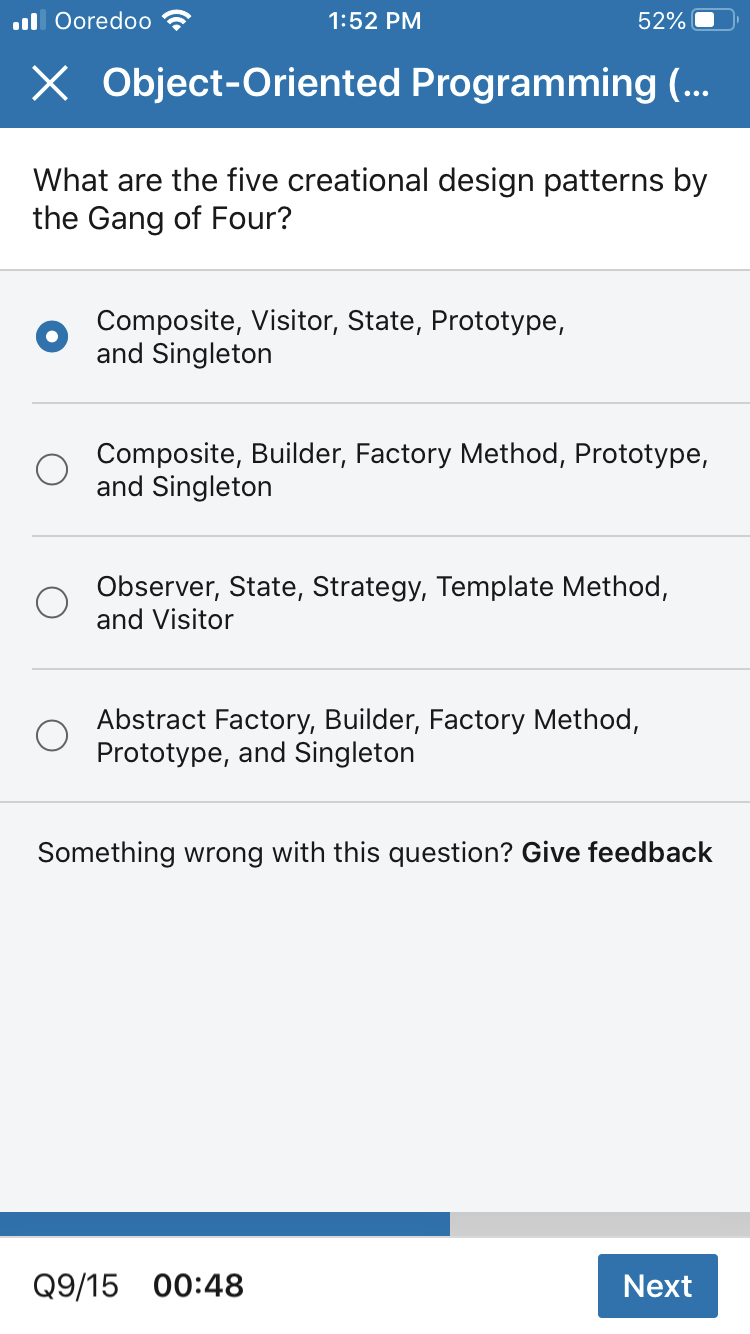 Ooredoo 1:52 PM 52%
Object-Oriented Programming (...
What are the five creational design patterns by
the Gang of Four?
Composite, Visitor, State, Prototype,
and Singleton
Composite, Builder, Factory Method, Prototype,
and Singleton
Observer, State, Strategy, Template Method,
and Visitor
Abstract Factory, Builder, Factory Method,
Prototype, and Singleton
Something wrong with this question? Give feedback
Q9/15 00:48 Next